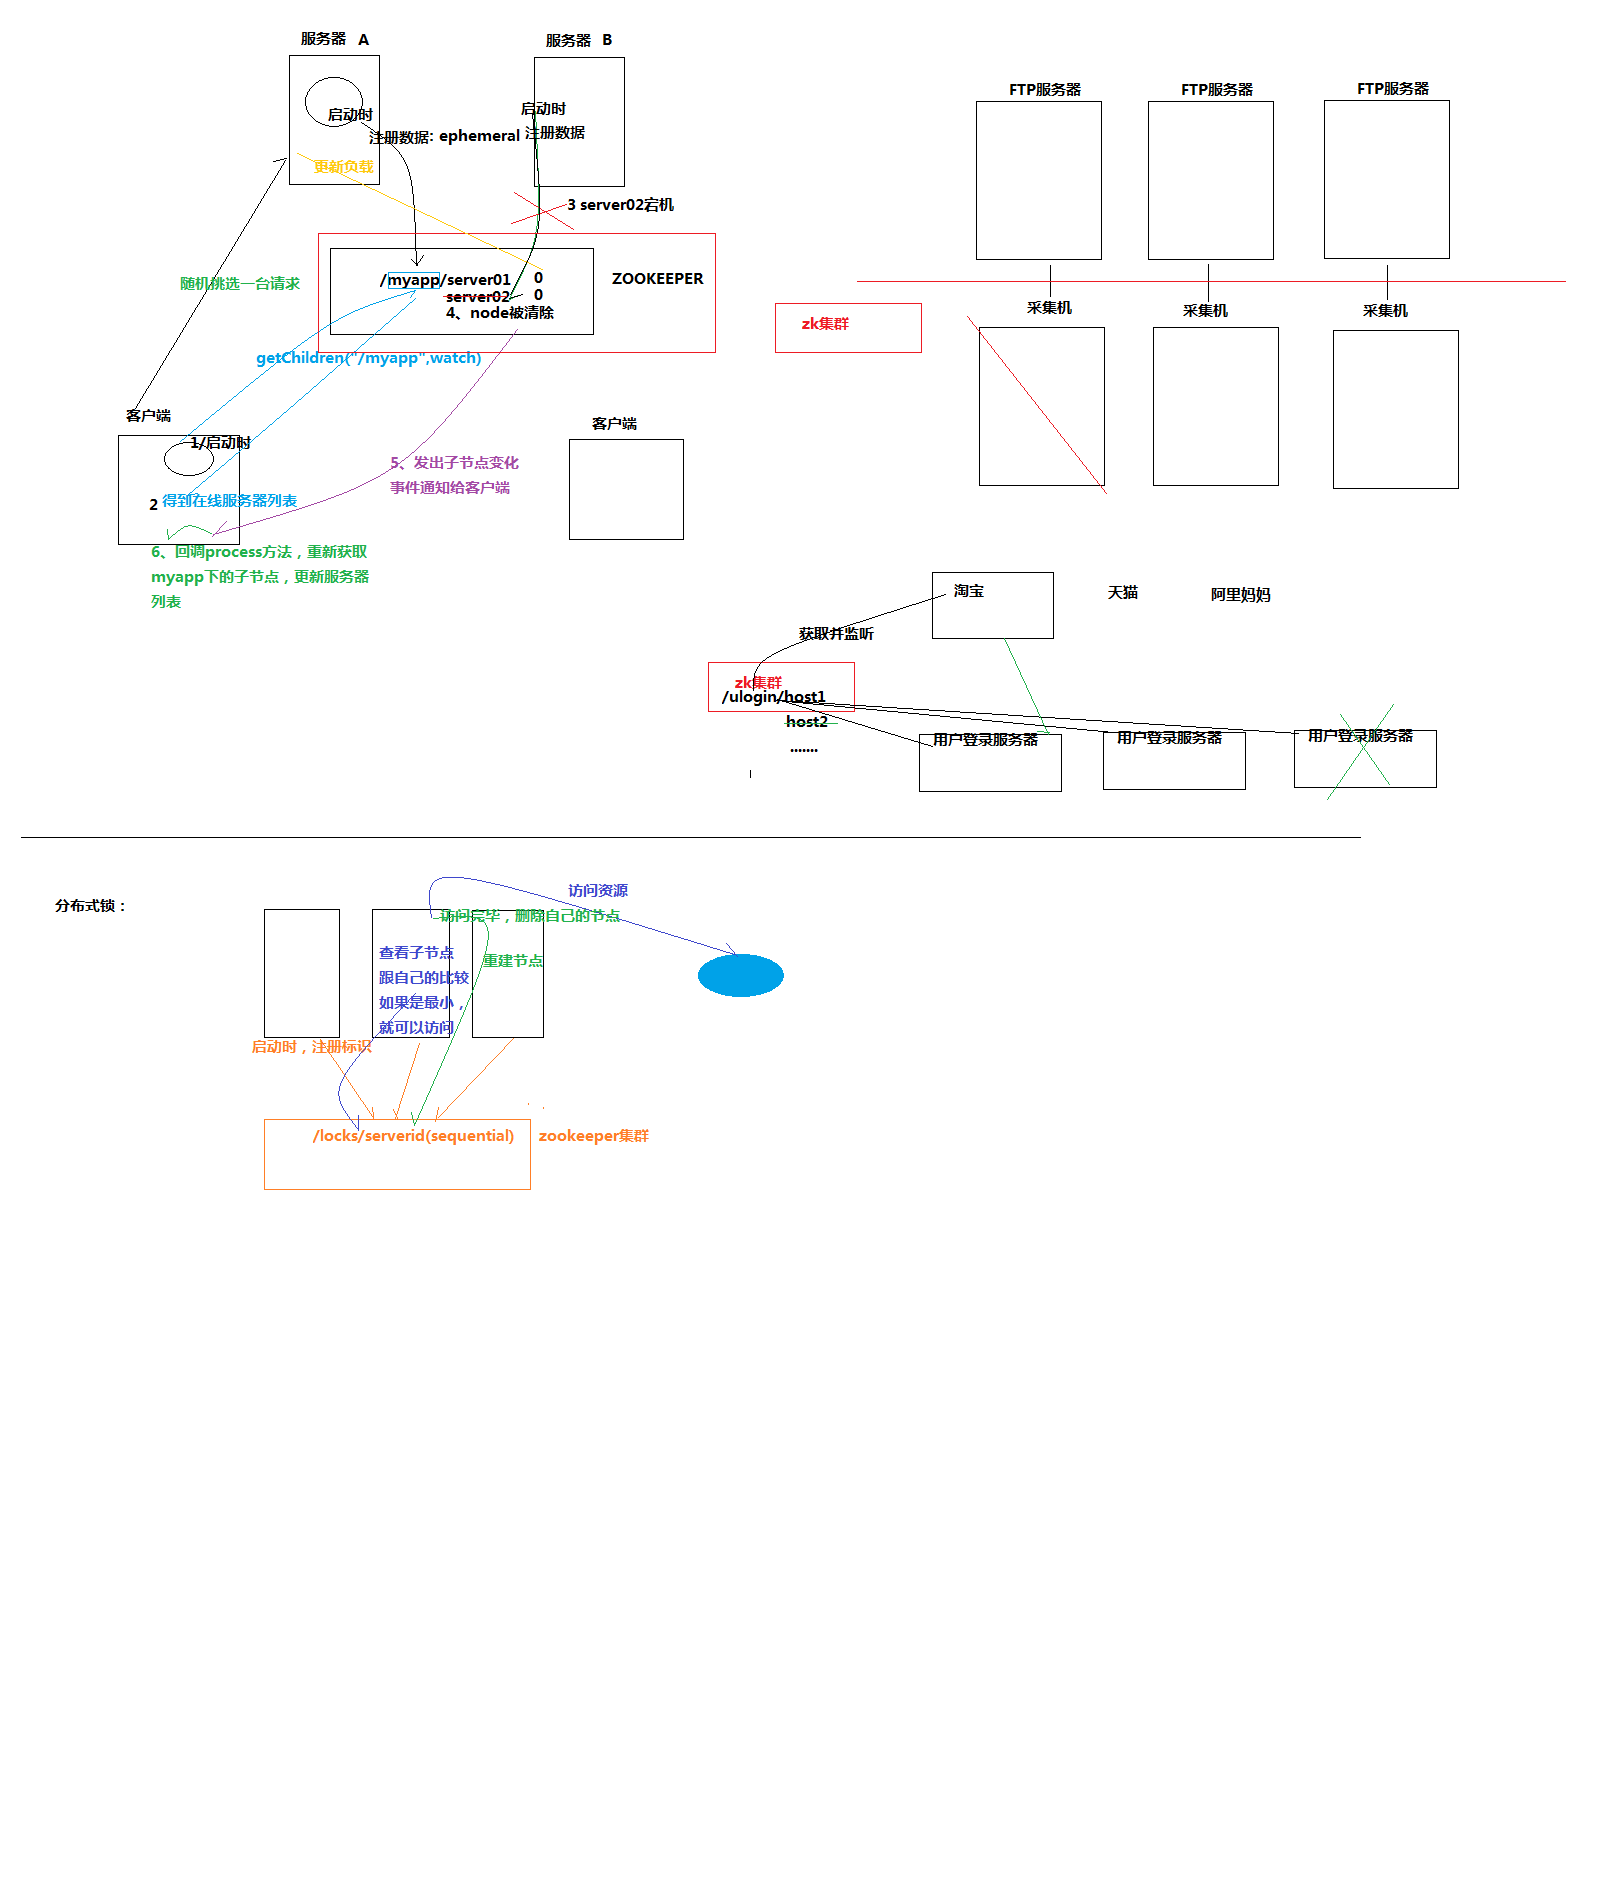 服务器 A
服务器 B
启动时
注册数据: ephemeral
更新负载
启动时
注册数据
3 server02宕机
/myapp/server01 0
server02 0
4、node被清除
ZOOKEEPER
随机挑选一台请求
getChildren("/myapp",watch)
客户端
1/启动时
2 得到在线服务器列表
5、发出子节点变化
事件通知给客户端
6、回调process方法，重新获取
myapp下的子节点，更新服务器
列表
客户端
FTP服务器
FTP服务器
FTP服务器
zk集群
采集机
采集机
采集机
淘宝
天猫
阿里妈妈
获取并监听
zk集群
/ulogin/host1
host2
.......
用户登录服务器
用户登录服务器
用户登录服务器
分布式锁：
访问资源
访问完毕，删除自己的节点
查看子节点
跟自己的比较
如果是最小，
就可以访问
重建节点
启动时，注册标识
/locks/serverid(sequential)
zookeeper集群